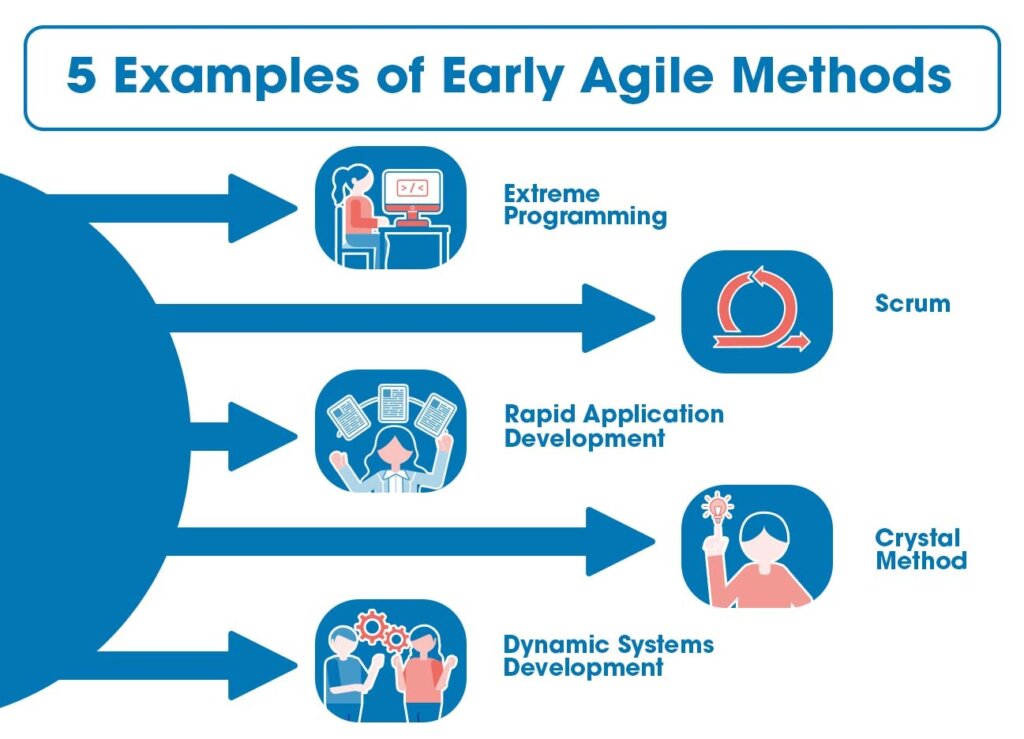 5 Examples of Early Agile Methods
Extreme
Programming
</>
Scrum
Rapid Application
Development
Crystal
Method
Dynamic Systems
Development